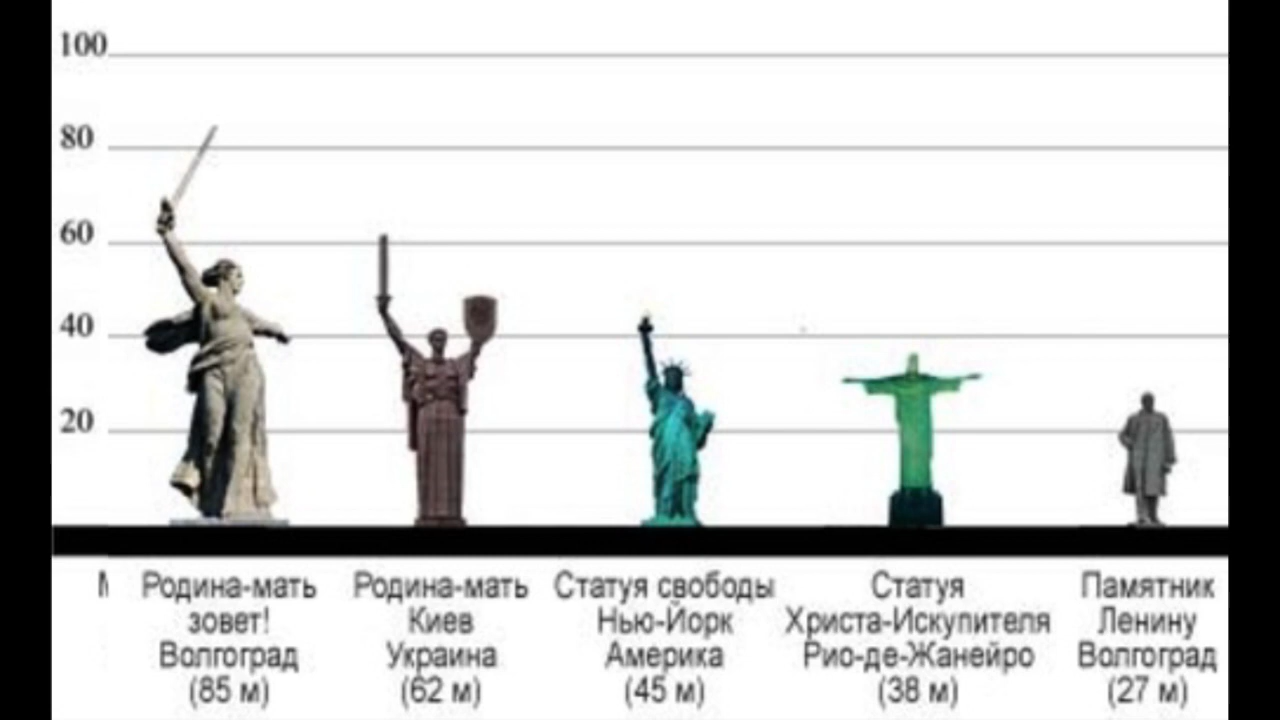 100
80
60
40
20
Родина-мать
зовет!
Волгоград
(85 м)
Родина-мать
Киев
Украина
(62 м)
Статуя свободы
Нью-Йорк
Америка
(45 м)
Статуя
Христа-Искупителя
Рио-де-Жанейро
(38 м)
Памятник
Ленину
Волгоград
(27 м)